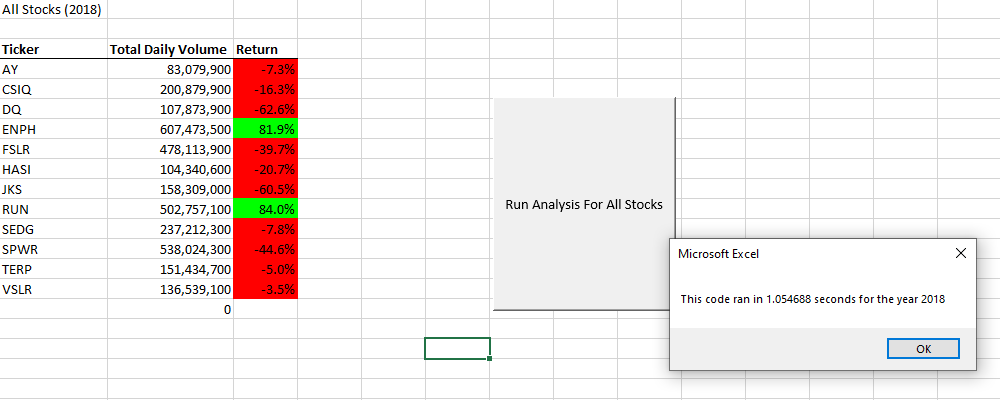 All Stocks (2018)
Ticker Total Daily Volume Return
AY 83,079,900 -7.3%
CSIQ 200,879,900 -16.3%
DQ 107,873,900 -62.6%
ENPH 607,473,500 81.9%
FSLR 478,113,900 -39.7%
HASI 104,340,600 -20.7%
JKS 158,309,000 -60.5%
RUN 502,757,100 84.0%
SEDG 237,212,300 -7.8%
SPWR 538,024,300 -44.6%
TERP 151,434,700 -5.0%
VSLR 136,539,100 -3.5%
0
Run Analysis For All Stocks
Microsoft Excel
This code ran in 1.054688 seconds for the year 2018
OK